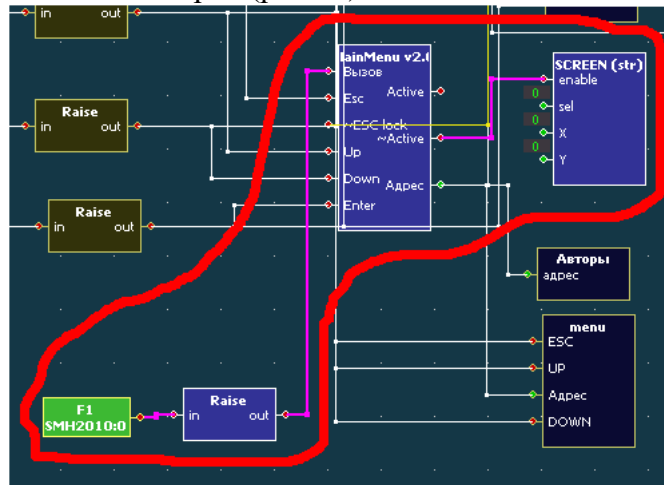 in out
Raise
in out
Raise
in out
ainMenu v2.
Вызов
Active
Esc
~ESC lock
~Active
Up
Down
Адрес
Enter
SCREEN (str)
enable
0
sel
0
X
0
Y
Авторы
адрес
menu
ESC
UP
Адрес
DOWN
F1
SMH2010:0
Raise
in out